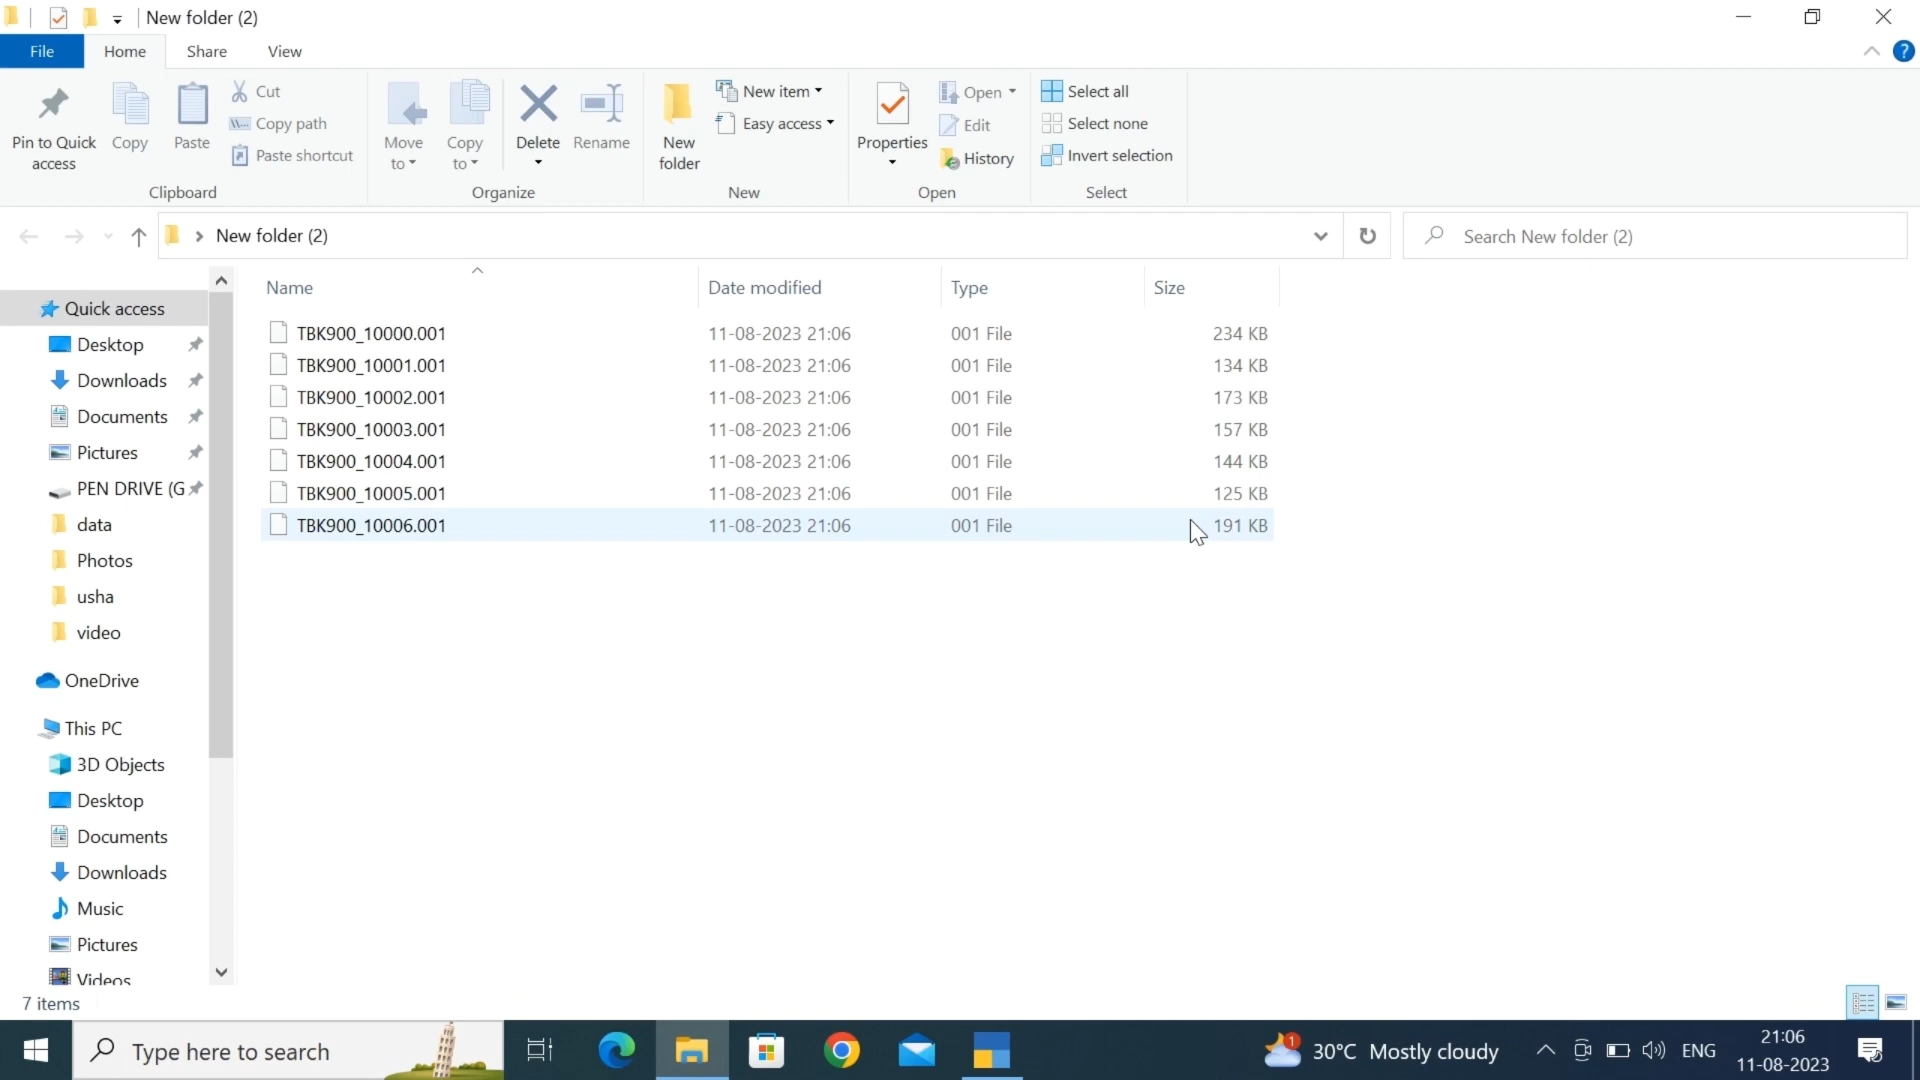 New folder (2)
File Home Share View
Pin to Quick access
Copy
Paste
Cut
Copy path
Paste shortcut
Clipboard
Move to
Copy to
Delete
Rename
Organize
New folder
New item
Easy access
New
Properties
Open
Edit
History
Open
Select all
Select none
Invert selection
Select
New folder (2)
Search New folder (2)
Name Date modified Type Size
TBK900_10000.001 11-08-2023 21:06 001 File 234 KB
TBK900_10001.001 11-08-2023 21:06 001 File 134 KB
TBK900_10002.001 11-08-2023 21:06 001 File 173 KB
TBK900_10003.001 11-08-2023 21:06 001 File 157 KB
TBK900_10004.001 11-08-2023 21:06 001 File 144 KB
TBK900_10005.001 11-08-2023 21:06 001 File 125 KB
TBK900_10006.001 11-08-2023 21:06 001 File 191 KB
Quick access
Desktop
Downloads
Documents
Pictures
PEN DRIVE (G
data
Photos
usha
video
OneDrive
This PC
3D Objects
Desktop
Documents
Downloads
Music
Pictures
Videos
7 items
Type here to search
1
30°C Mostly cloudy
ENG
21:06
11-08-2023